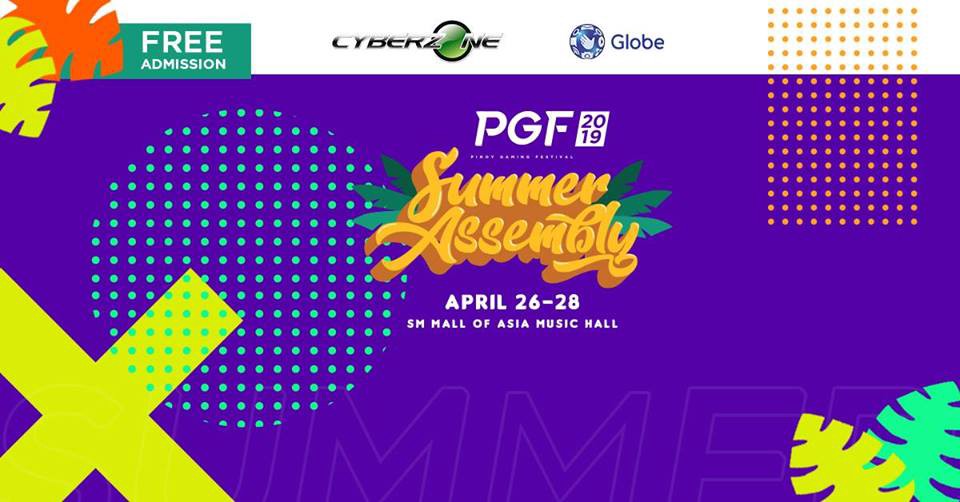 FREE
ADMISSION
CYBERZONE
Globe
PGF 2019
PINOY GAMING FESTIVAL
Summer
Assembly
APRIL 26-28
SM MALL OF ASIA MUSIC HALL
SUMMER